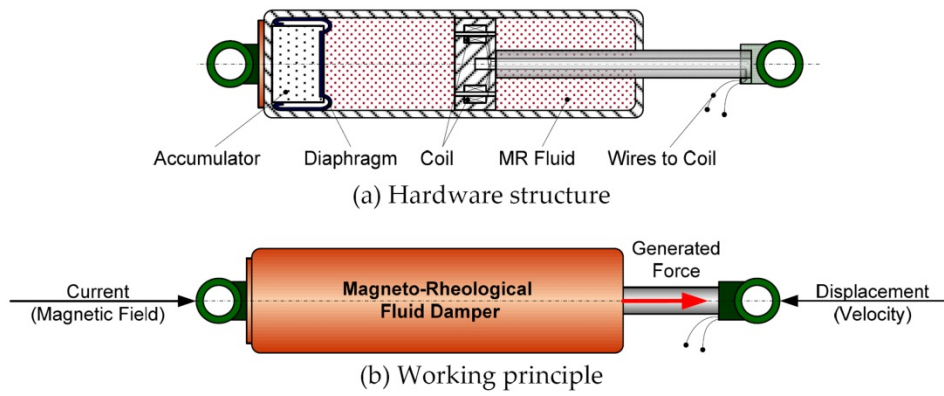 Accumulator
Diaphragm
Coil
MR Fluid
Wires to Coil
(a) Hardware structure
Generated
Force
Current
(Magnetic Field)
Magneto-Rheological
Fluid Damper
Displacement
(Velocity)
(b) Working principle